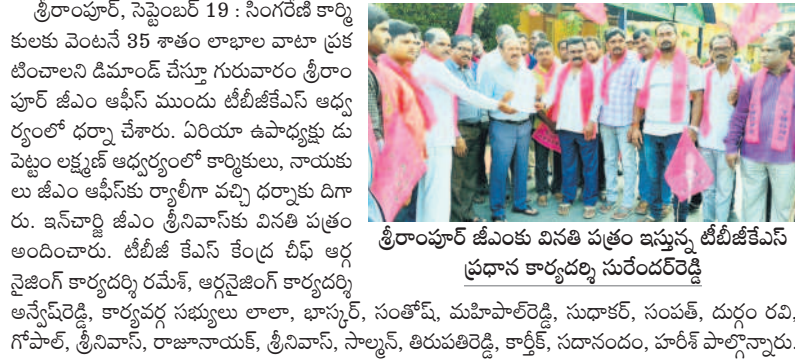 శ్రీరాంపూర్, సెప్టెంబర్ 19 : సింగరేణి కార్మి
కులకు వెంటనే 35 శాతం లాభాల వాటా ప్రక
టించాలని డిమాండ్ చేస్తూ గురువారం శ్రీరాం
పూర్ జీఎం ఆఫీస్ ముందు టీబీజీకేఎస్ ఆధ్వ
ర్యంలో ధర్నా చేశారు. ఏరియా ఉపాధ్యక్షు డు
పెట్టం లక్ష్మణ్ ఆధ్వర్యంలో కార్మికులు, నాయకు
లు జీఎం ఆఫీస్‌కు ర్యాలీగా వచ్చి ధర్నాకు దిగా
రు. ఇన్‌చార్జి జీఎం శ్రీనివాస్‌కు వినతి పత్రం
అందించారు. టీబీజీ కేఎస్ కేంద్ర చీఫ్ ఆర్గ
నైజింగ్ కార్యదర్శి రమేశ్, ఆర్గనైజింగ్ కార్యదర్శి
శ్రీరాంపూర్ జీఎంకు వినతి పత్రం ఇస్తున్న టీబీజీకేఎస్
ప్రధాన కార్యదర్శి సురేందర్‌రెడ్డి
అన్వేష్‌రెడ్డి, కార్యవర్గ సభ్యులు లాలా, భాస్కర్, సంతోష్, మహిపాల్‌రెడ్డి, సుధాకర్, సంపత్, దుర్గం రవి,
గోపాల్, శ్రీనివాస్, రాజూనాయక్, శ్రీనివాస్, సాల్మన్, తిరుపతిరెడ్డి, కార్తీక్, సదానందం, హరీశ్ పాల్గొన్నారు.